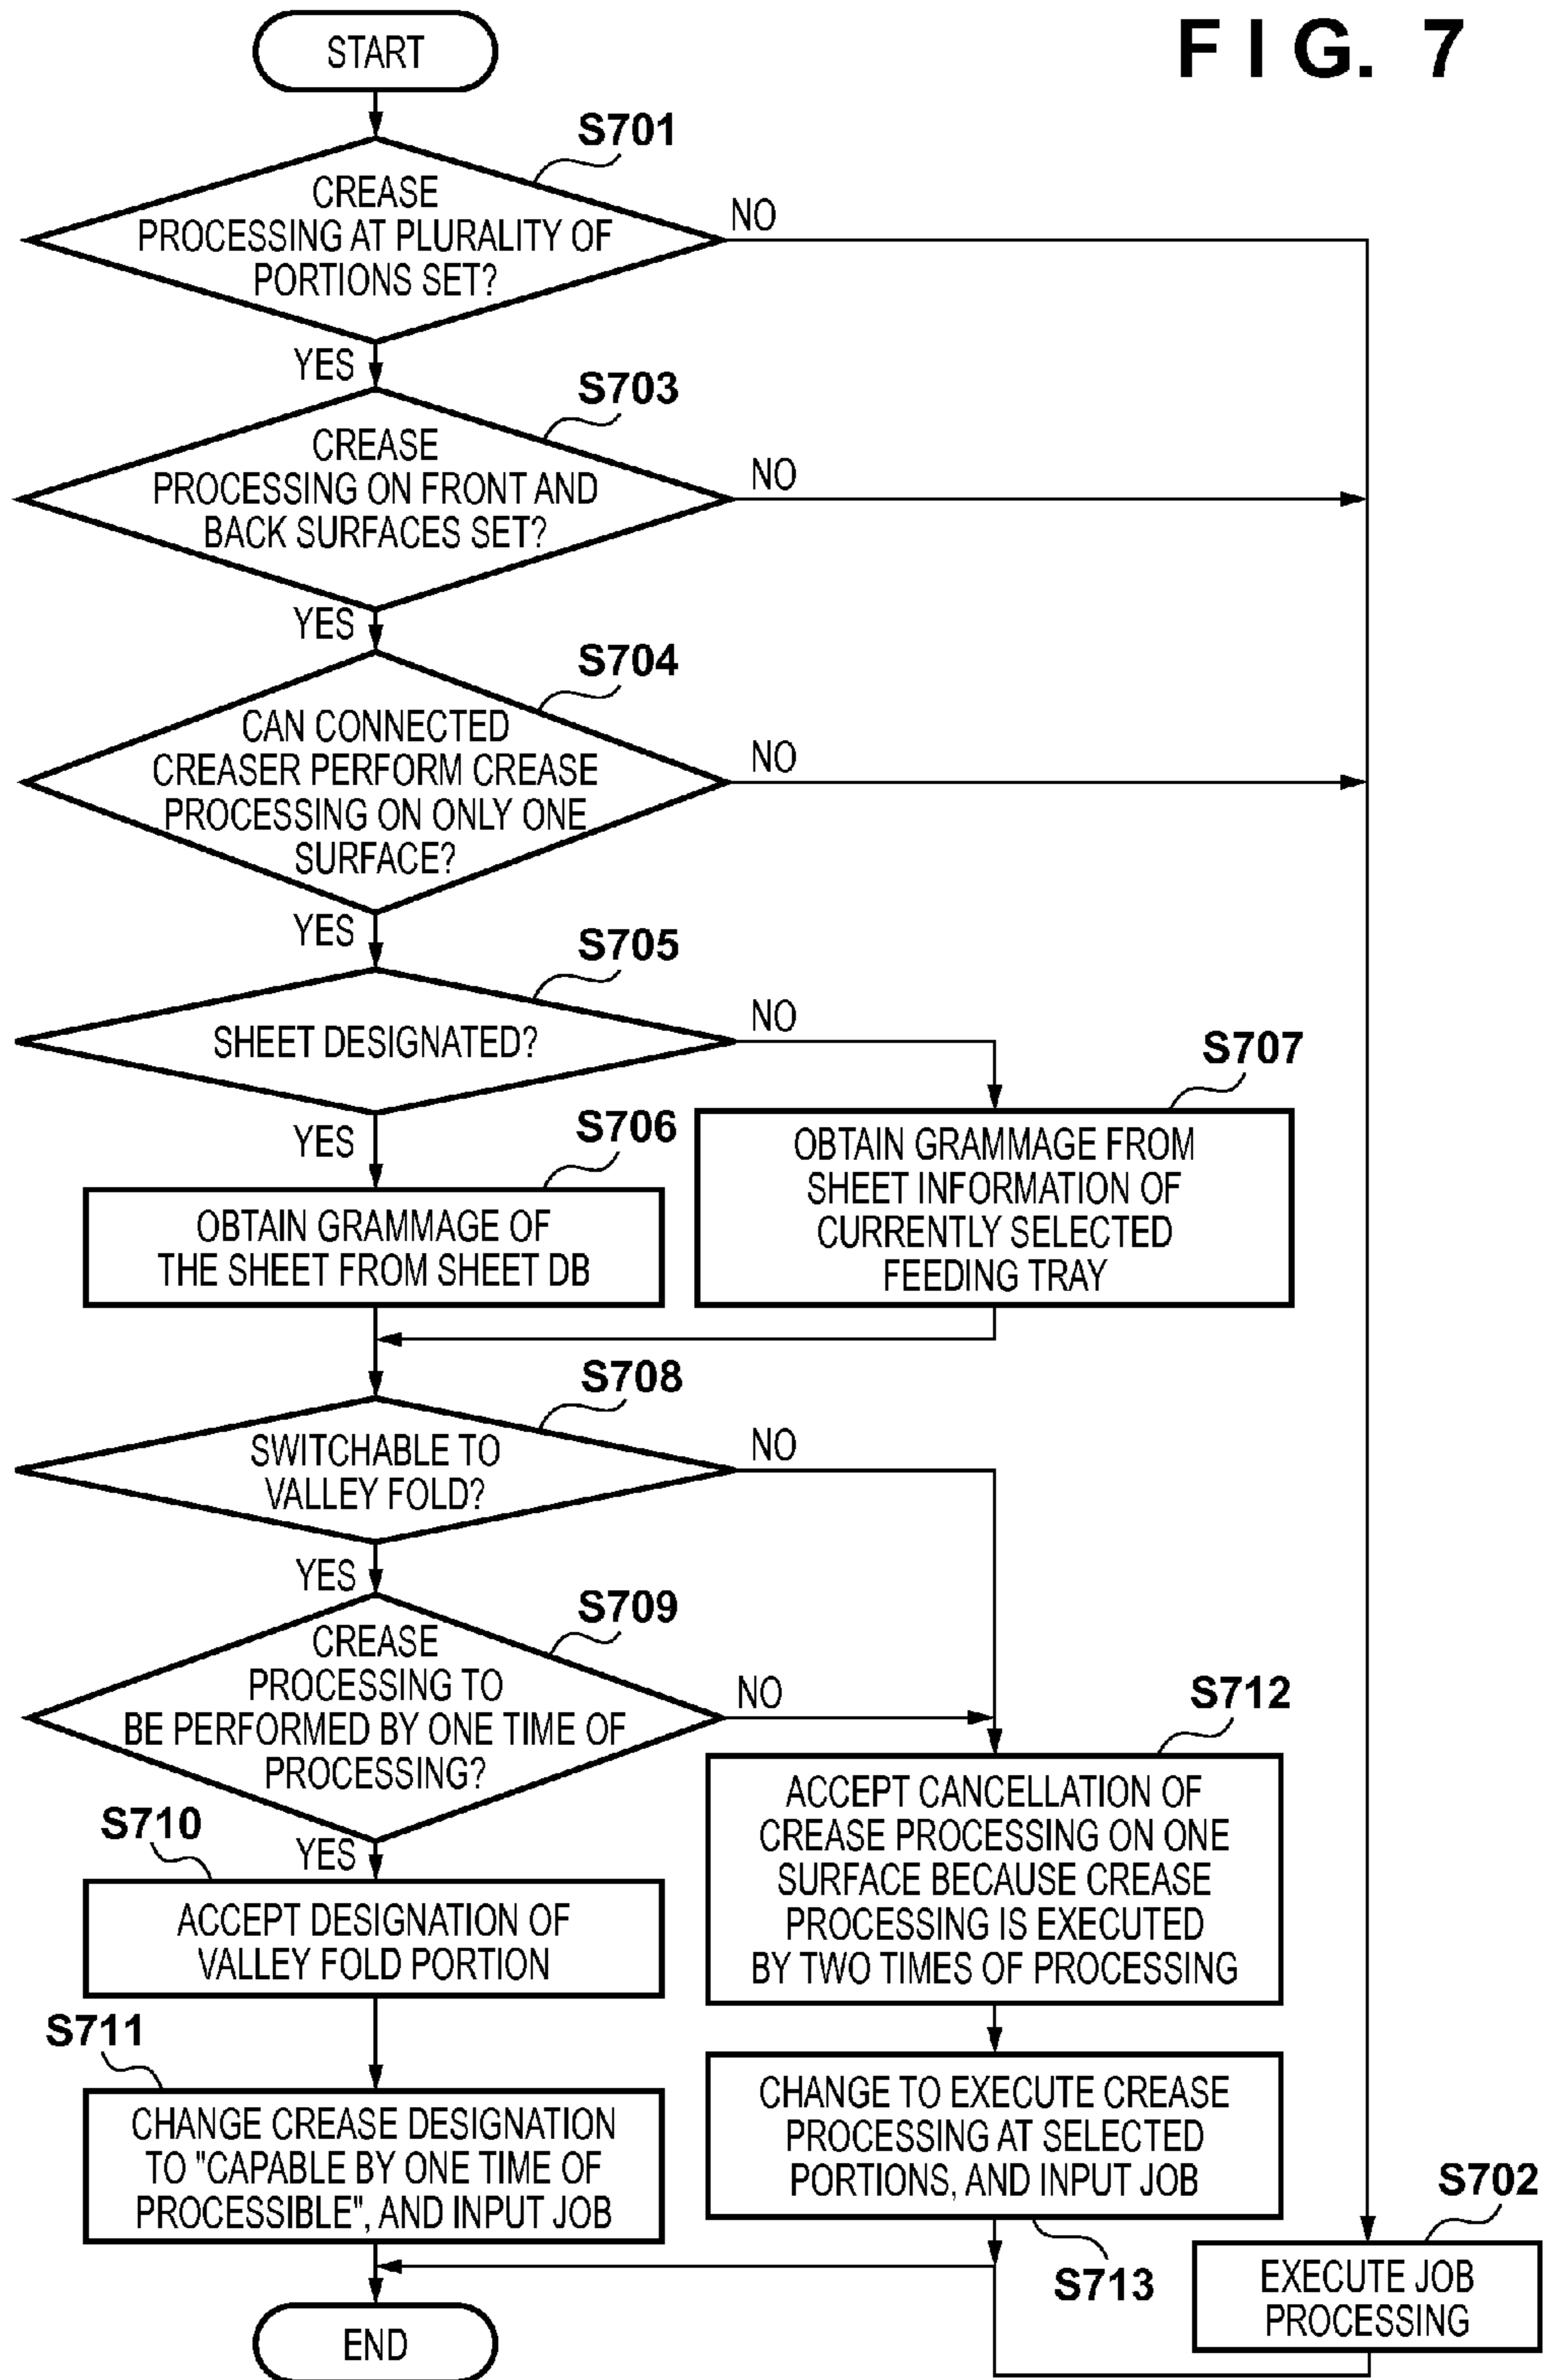 FIG. 7
START
S701
CREASE
PROCESSING AT PLURALITY OF
PORTIONS SET?
NO
YES
S703
CREASE
PROCESSING ON FRONT AND
BACK SURFACES SET?
NO
YES
S704
CAN CONNECTED
CREASER PERFORM CREASE
PROCESSING ON ONLY ONE
SURFACE?
NO
YES
S705
SHEET DESIGNATED?
NO
YES
S706
OBTAIN GRAMMAGE OF
THE SHEET FROM SHEET DB
S707
OBTAIN GRAMMAGE FROM
SHEET INFORMATION OF
CURRENTLY SELECTED
FEEDING TRAY
S708
SWITCHABLE TO
VALLEY FOLD?
NO
YES
S709
CREASE
PROCESSING TO
BE PERFORMED BY ONE TIME OF
PROCESSING?
NO
YES
S710
ACCEPT DESIGNATION OF
VALLEY FOLD PORTION
S711
CHANGE CREASE DESIGNATION
TO "CAPABLE BY ONE TIME OF
PROCESSIBLE", AND INPUT JOB
S712
ACCEPT CANCELLATION OF
CREASE PROCESSING ON ONE
SURFACE BECAUSE CREASE
PROCESSING IS EXECUTED
BY TWO TIMES OF PROCESSING
CHANGE TO EXECUTE CREASE
PROCESSING AT SELECTED
PORTIONS, AND INPUT JOB
S713
S702
EXECUTE JOB
PROCESSING
END